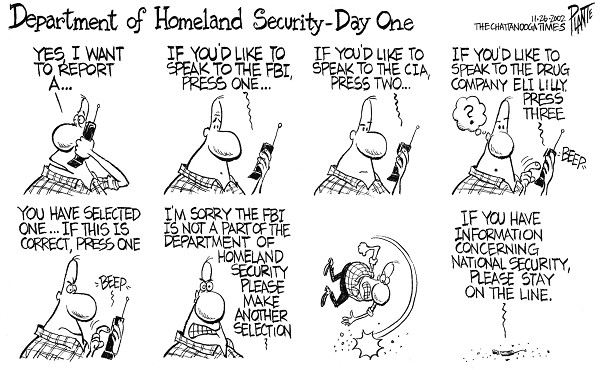 Department of Homeland Security-Day One
11-26-2002
THE CHATTANOOGA TIMES
PLANTE
YES, I WANT
TO REPORT
A...
IF YOU'D LIKE TO
SPEAK TO THE FBI,
PRESS ONE...
IF YOU'D LIKE TO
SPEAK TO THE CIA,
PRESS TWO...
IF YOU'D LIKE TO
SPEAK TO THE DRUG
COMPANY ELI LILLY
PRESS
THREE
?
BEEP
YOU HAVE SELECTED
ONE... IF THIS IS
CORRECT, PRESS ONE
BEEP
I'M SORRY THE FBI
IS NOT A PART OF THE
DEPARTMENT OF
HOMELAND
SECURITY
PLEASE
MAKE
ANOTHER
SELECTION
IF YOU HAVE
INFORMATION
CONCERNING
NATIONAL SECURITY,
PLEASE STAY
ON THE LINE.